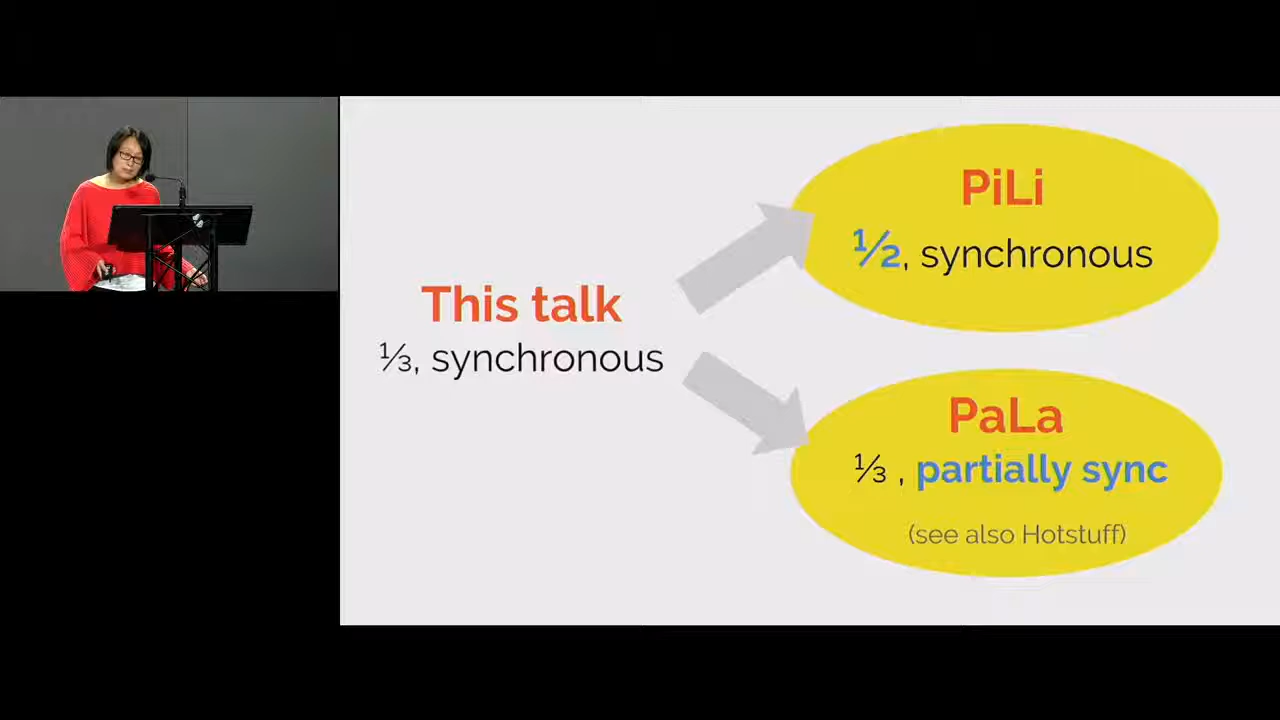 This talk
⅓, synchronous
PiLi
½, synchronous
PaLa
⅓ , partially sync
(see also Hotstuff)